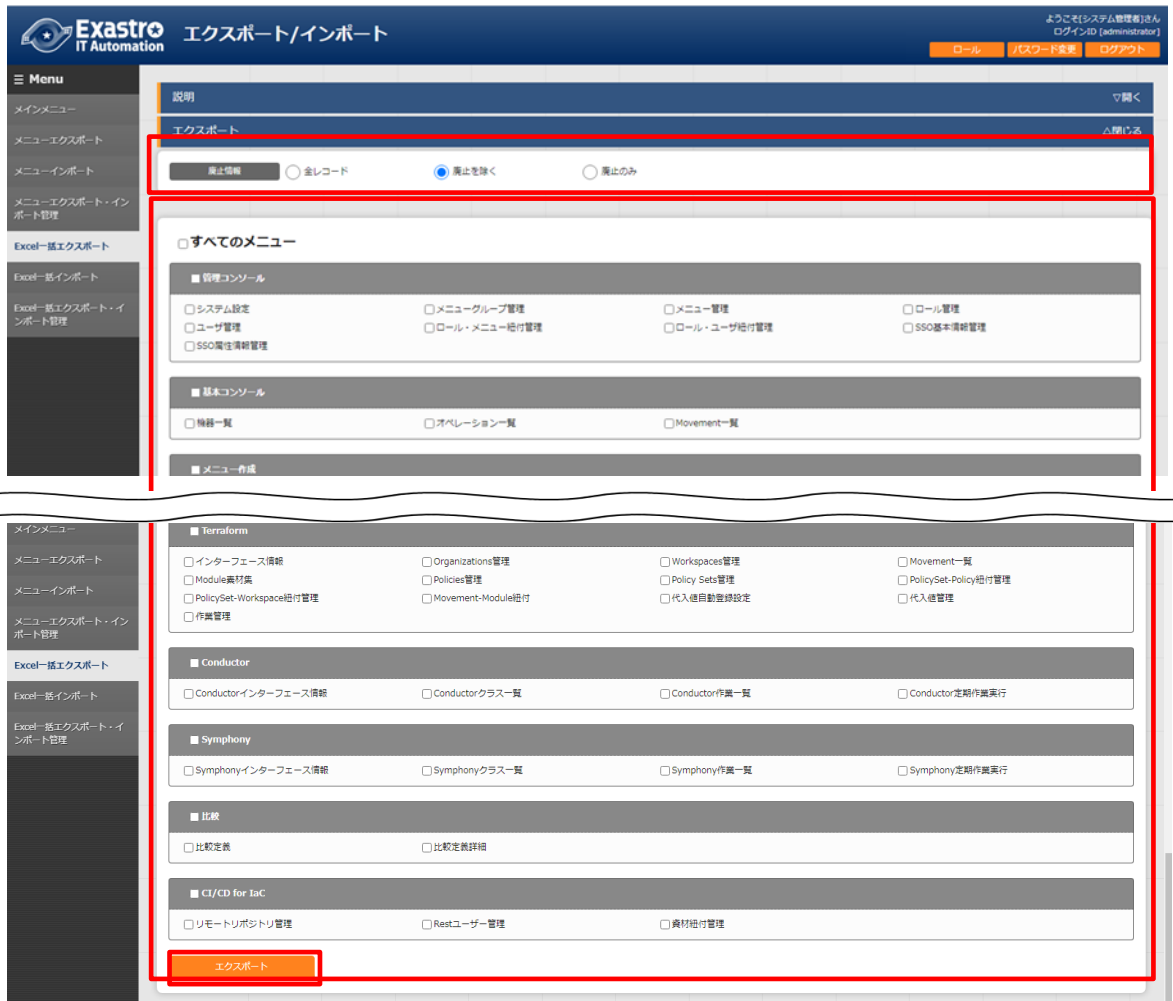 Exastro
IT Automation
エクスポート/インポート
ようこそ[システム管理者]さん
ログインID [administrator]
ロール
パスワード変更
ログアウト
☰ Menu
メインメニュー
メニューエクスポート
メニューインポート
メニューエクスポート・イン
ポート管理
Excel一括エクスポート
Excel一括インポート
Excel一括エクスポート・イ
ンポート管理
説明
▽開く
エクスポート
△閉じる
廃止情報
全レコード
廃止を除く
廃止のみ
すべてのメニュー
管理コンソール
システム設定
メニューグループ管理
メニュー管理
ロール管理
ユーザ管理
ロール・メニュー紐付管理
ロール・ユーザ紐付管理
SSO基本情報管理
SSO属性情報管理
基本コンソール
機器一覧
オペレーション一覧
Movement一覧
メニュー作成
メインメニュー
メニューエクスポート
メニューインポート
メニューエクスポート・イン
ポート管理
Excel一括エクスポート
Excel一括インポート
Excel一括エクスポート・イ
ンポート管理
Terraform
インターフェース情報
Organizations管理
Workspaces管理
Movement一覧
Module素材集
Policies管理
Policy Sets管理
PolicySet-Policy紐付管理
PolicySet-Workspace紐付管理
Movement-Module紐付
代入値自動登録設定
代入値管理
作業管理
Conductor
Conductorインターフェース情報
Conductorクラス一覧
Conductor作業一覧
Conductor定期作業実行
Symphony
Symphonyインターフェース情報
Symphonyクラス一覧
Symphony作業一覧
Symphony定期作業実行
比較
比較定義
比較定義詳細
CI/CD for IaC
リモートリポジトリ管理
Restユーザー管理
資材紐付管理
エクスポート